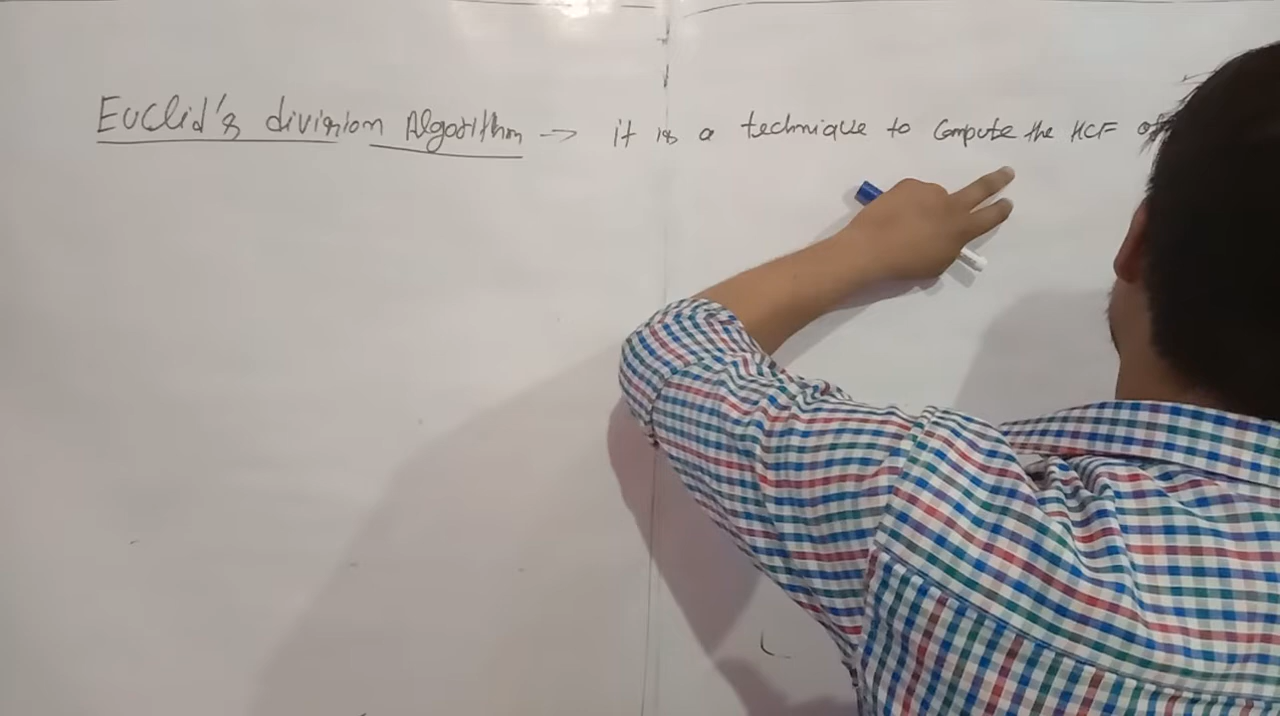 Euclid's division Algorithm → it is a technique to Compute the HCF of